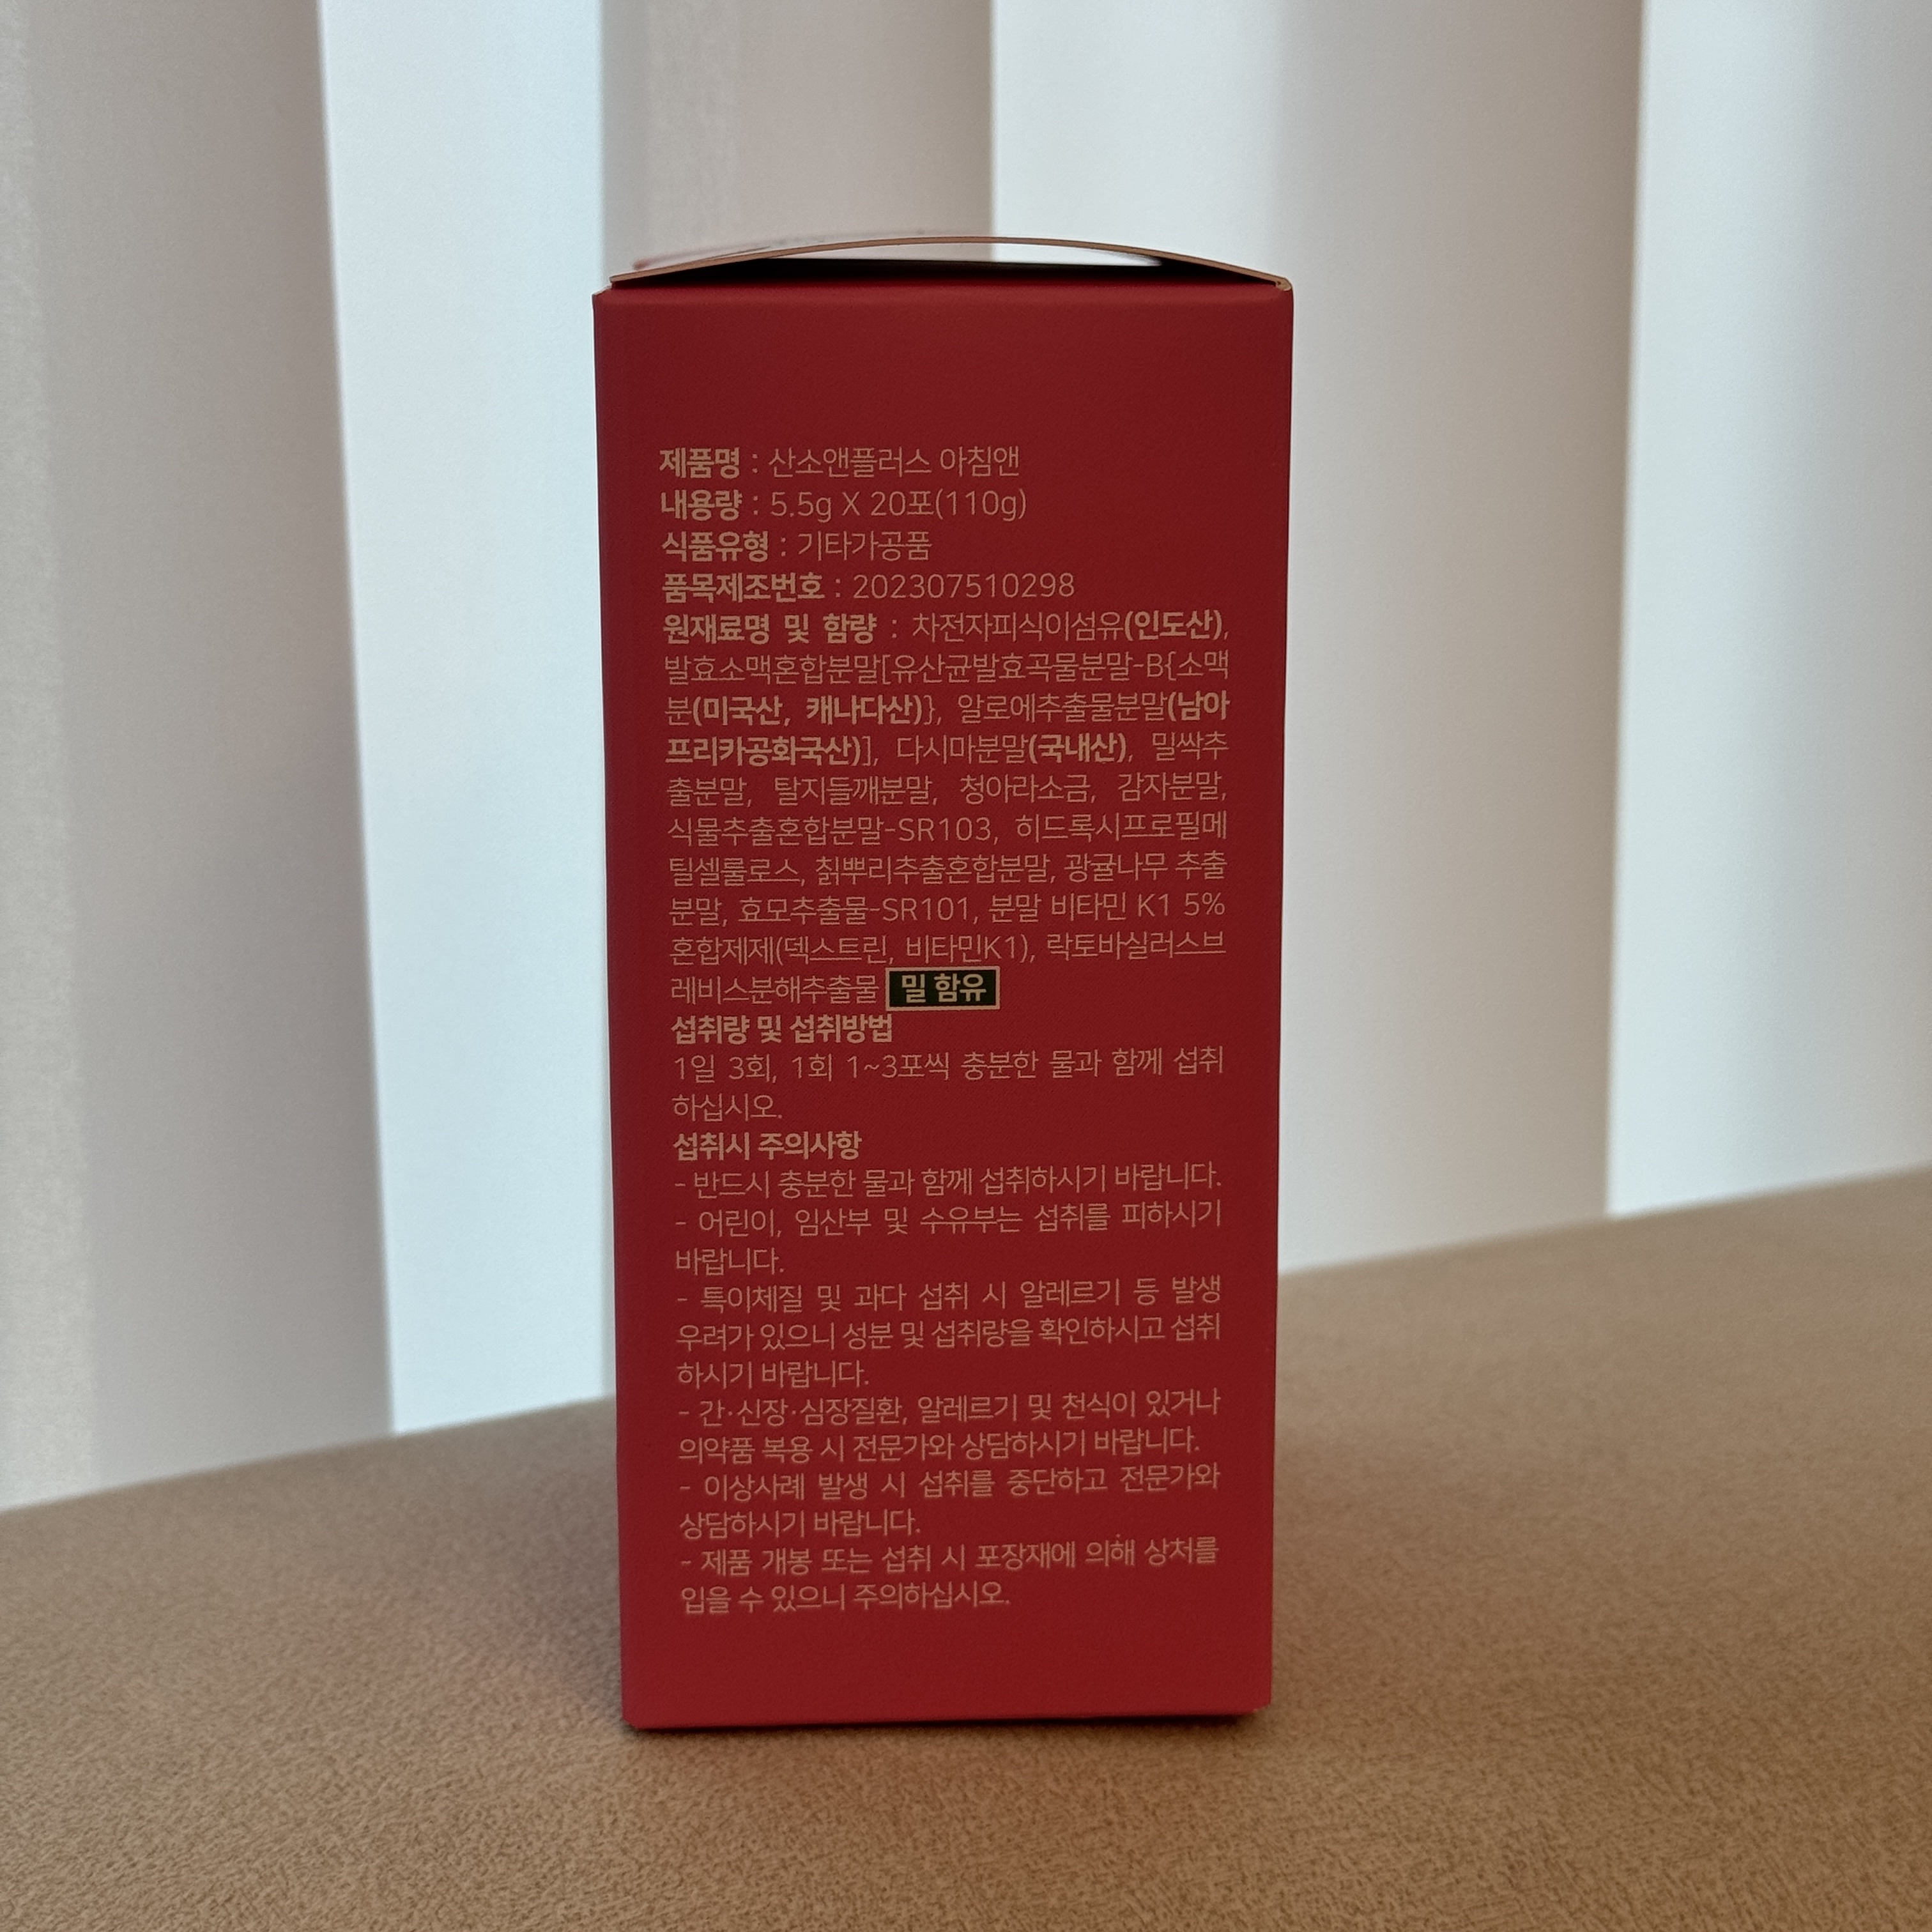 제품명 : 산소앤플러스 아침앤
내용량 : 5.5g X 20포(110g)
식품유형 : 기타가공품
품목제조번호 : 202307510298
원재료명 및 함량 : 차전자피식이섬유(인도산),
발효소맥혼합분말[유산균발효곡물분말-B{소맥
분(미국산, 캐나다산)}, 알로에추출물분말(남아
프리카공화국산)], 다시마분말(국내산), 밀싹추
출분말, 탈지들깨분말, 청아라소금, 감자분말,
식물추출혼합분말-SR103, 히드록시프로필메
틸셀룰로스, 칡뿌리추출혼합분말, 광귤나무 추출
분말, 효모추출물-SR101, 분말 비타민 K1 5%
혼합제제(덱스트린, 비타민K1), 락토바실러스브
레비스분해추출물 밀 함유
섭취량 및 섭취방법
1일 3회, 1회 1~3포씩 충분한 물과 함께 섭취
하십시오.
섭취시 주의사항
- 반드시 충분한 물과 함께 섭취하시기 바랍니다.
- 어린이, 임산부 및 수유부는 섭취를 피하시기
바랍니다.
- 특이체질 및 과다 섭취 시 알레르기 등 발생
우려가 있으니 성분 및 섭취량을 확인하시고 섭취
하시기 바랍니다.
- 간·신장·심장질환, 알레르기 및 천식이 있거나
의약품 복용 시 전문가와 상담하시기 바랍니다.
- 이상사례 발생 시 섭취를 중단하고 전문가와
상담하시기 바랍니다.
- 제품 개봉 또는 섭취 시 포장재에 의해 상처를
입을 수 있으니 주의하십시오.